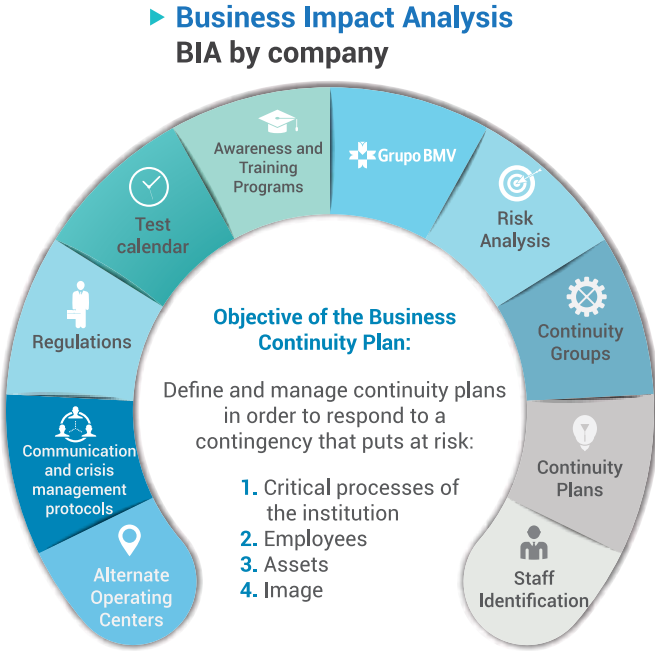 Business Impact Analysis
BIA by company
Awareness and
Training
Programs
Grupo BMV
Risk
Analysis
Continuity
Groups
Continuity
Plans
Staff
Identification
Test
calendar
Regulations
Communication
and crisis
management
protocols
Alternate
Operating
Centers
Objective of the Business
Continuity Plan:
Define and manage continuity plans
in order to respond to a
contingency that puts at risk:
1. Critical processes of
the institution
2. Employees
3. Assets
4. Image